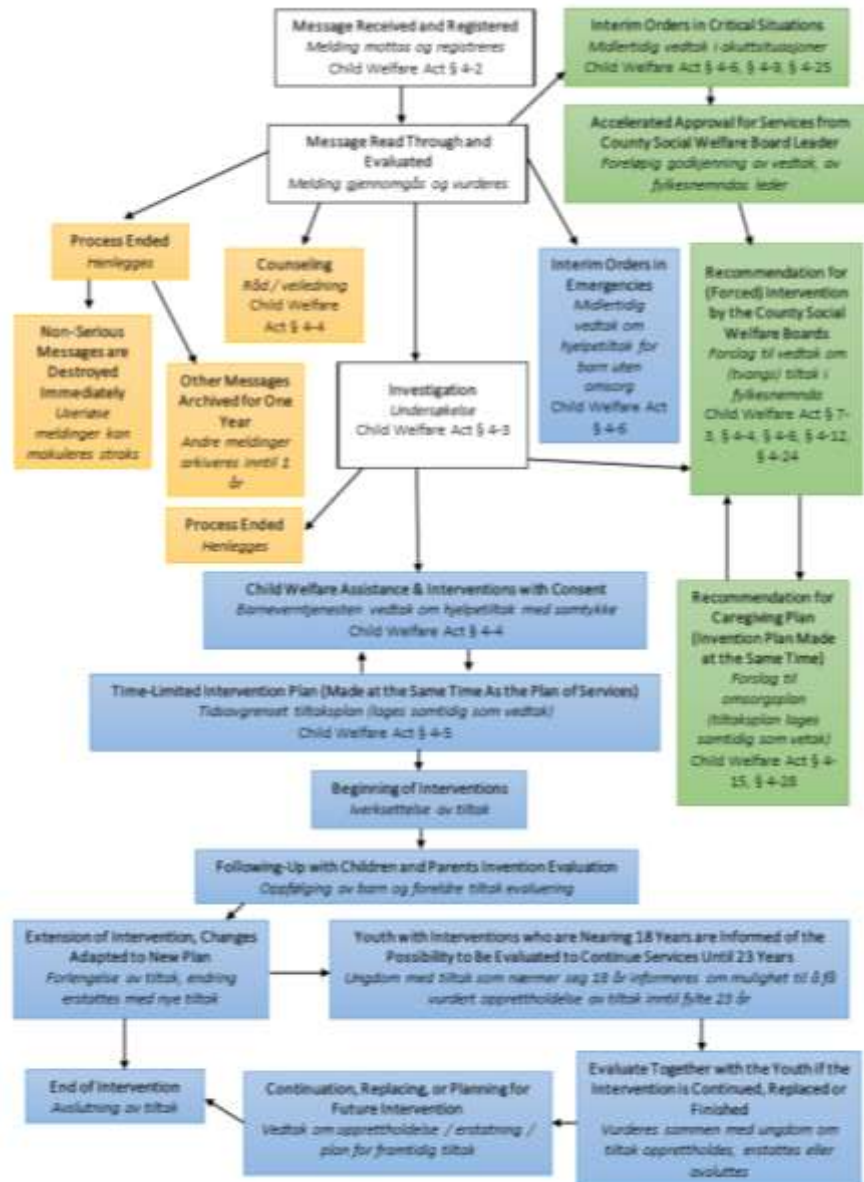 Message Received and Registered
Melding mottas og registreres
Child Welfare Act § 4-2
Interim Orders in Critical Situations
Midlertidig vedtak i akuttsituasjoner
Child Welfare Act § 4-6, § 4-9, § 4-25
Accelerated Approval for Services from
County Social Welfare Board Leader
Foreløpig godkjenning av vedtak, av
fylkesnemndas leder
Message Read Through and
Evaluated
Melding gjennomgås og vurderes
Process Ended
Henlegges
Counseling
Råd / veiledning
Child Welfare
Act § 4-4
Interim Orders in
Emergencies
Midlertidig
vedtak om
hjelpetiltak for
barn uten
omsorg
Child Welfare Act
§ 4-6
Recommendation for
(Forced) Intervention
by the County Social
Welfare Boards
Forslag til vedtak om
(tvangs) tiltak i
fylkesnemnda
Child Welfare Act § 7-
3, § 4-4, § 4-8, § 4-12,
§ 4-24
Non-Serious
Messages are
Destroyed
Immediately
Useriøse
meldinger kan
makuleres straks
Other Messages
Archived for One
Year
Andre meldinger
arkiveres inntil 1
år
Investigation
Undersøkelse
Child Welfare Act § 4-3
Process Ended
Henlegges
Child Welfare Assistance & Interventions with Consent
Barneverntjenesten vedtak om hjelpetiltak med samtykke
Child Welfare Act § 4-4
Recommendation for
Caregiving Plan
(Invention Plan Made
at the Same Time)
Forslag til
omsorgsplan
(tiltaksplan lages
samtidig som vetak)
Child Welfare Act § 4-
15, § 4-28
Time-Limited Intervention Plan (Made at the Same Time As the Plan of Services)
Tidsavgrenset tiltaksplan (lages samtidig som vedtak)
Child Welfare Act § 4-5
Beginning of Interventions
Iverksettelse av tiltak
Following-Up with Children and Parents Invention Evaluation
Oppfølging av barn og foreldre tiltak evaluering
Extension of Intervention, Changes
Adapted to New Plan
Forlengelse av tiltak, endring
erstattes med nye tiltak
Youth with Interventions who are Nearing 18 Years are Informed of the
Possibility to Be Evaluated to Continue Services Until 23 Years
Ungdom med tiltak som nærmer seg 18 år informeres om mulighet til å få
vurdert opprettholdelse av tiltak inntil fylte 23 år
End of Intervention
Avslutning av tiltak
Continuation, Replacing, or Planning for
Future Intervention
Vedtak om opprettholdelse / erstatning /
plan for framtidig tiltak
Evaluate Together with the Youth if the
Intervention is Continued, Replaced or
Finished
Vurderes sammen med ungdom om
tiltak opprettholdes, erstattes eller
avsluttes